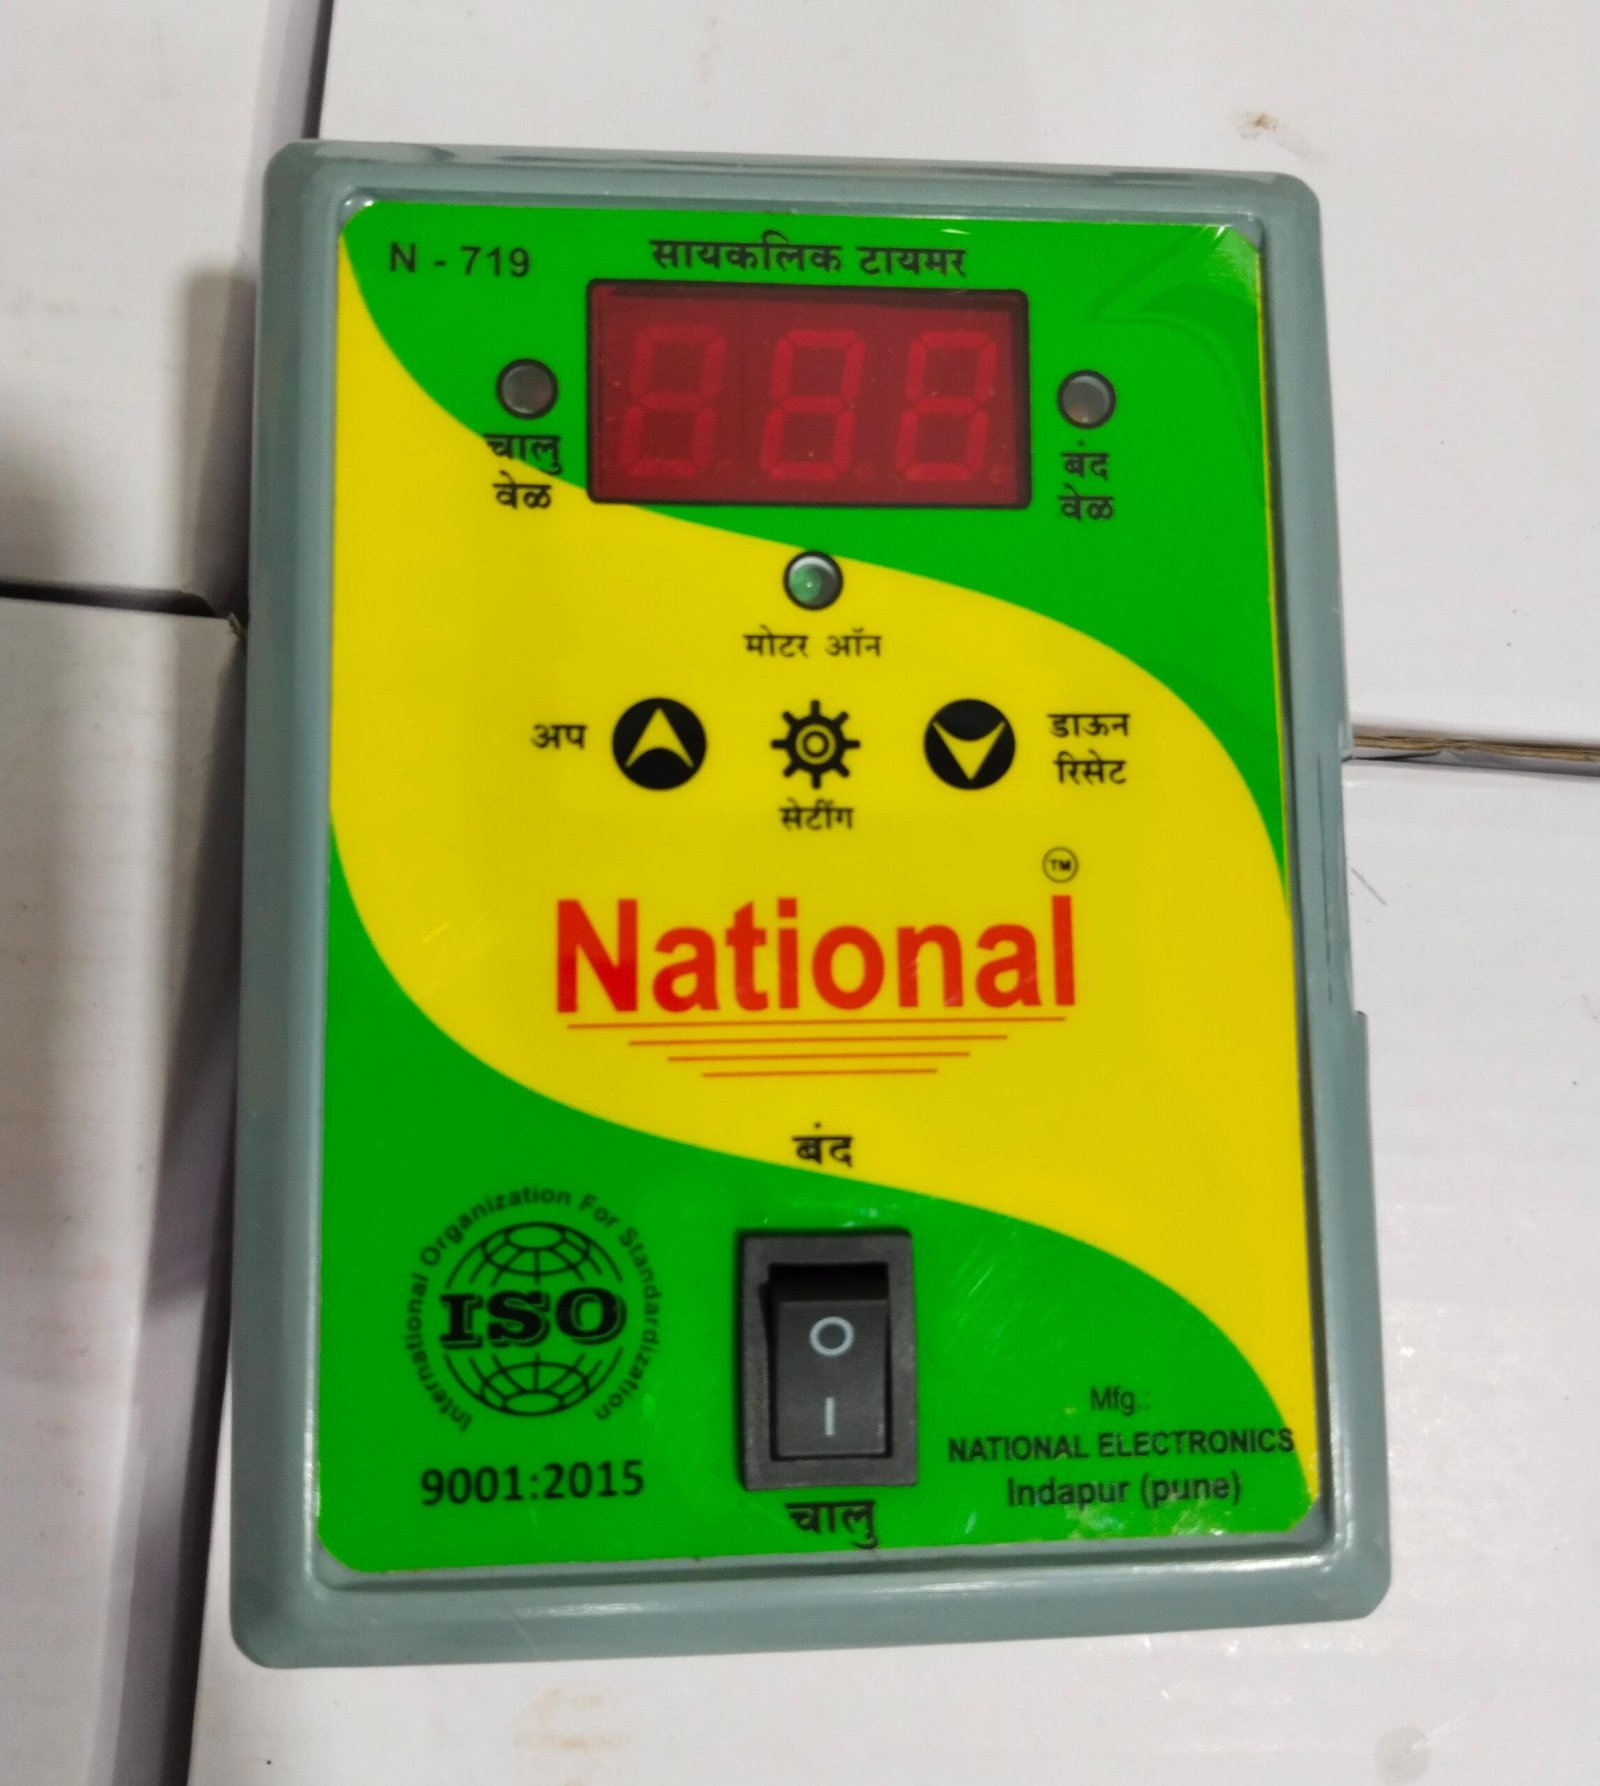 N - 719
सायकलिक टायमर
चालु
वेळ
बंद
वेळ
मोटर ऑन
अप
सेटींग
डाऊन
रिसेट
TM
National
बंद
International Organization For Standardization
ISO
9001:2015
O
I
चालु
Mfg.:
NATIONAL ELECTRONICS
Indapur (pune)